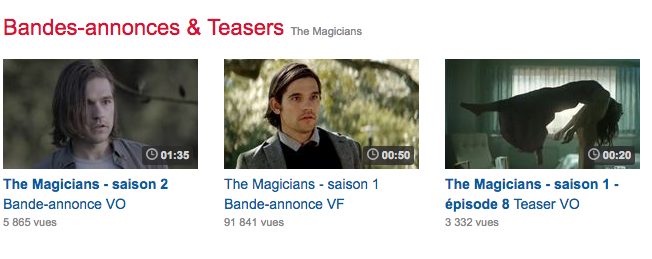 Bandes-annonces & Teasers The Magicians
01:35
00:50
00:20
The Magicians - saison 2
Bande-annonce VO
5 865 vues
The Magicians - saison 1
Bande-annonce VF
91 841 vues
The Magicians - saison 1 -
épisode 8 Teaser VO
3 332 vues